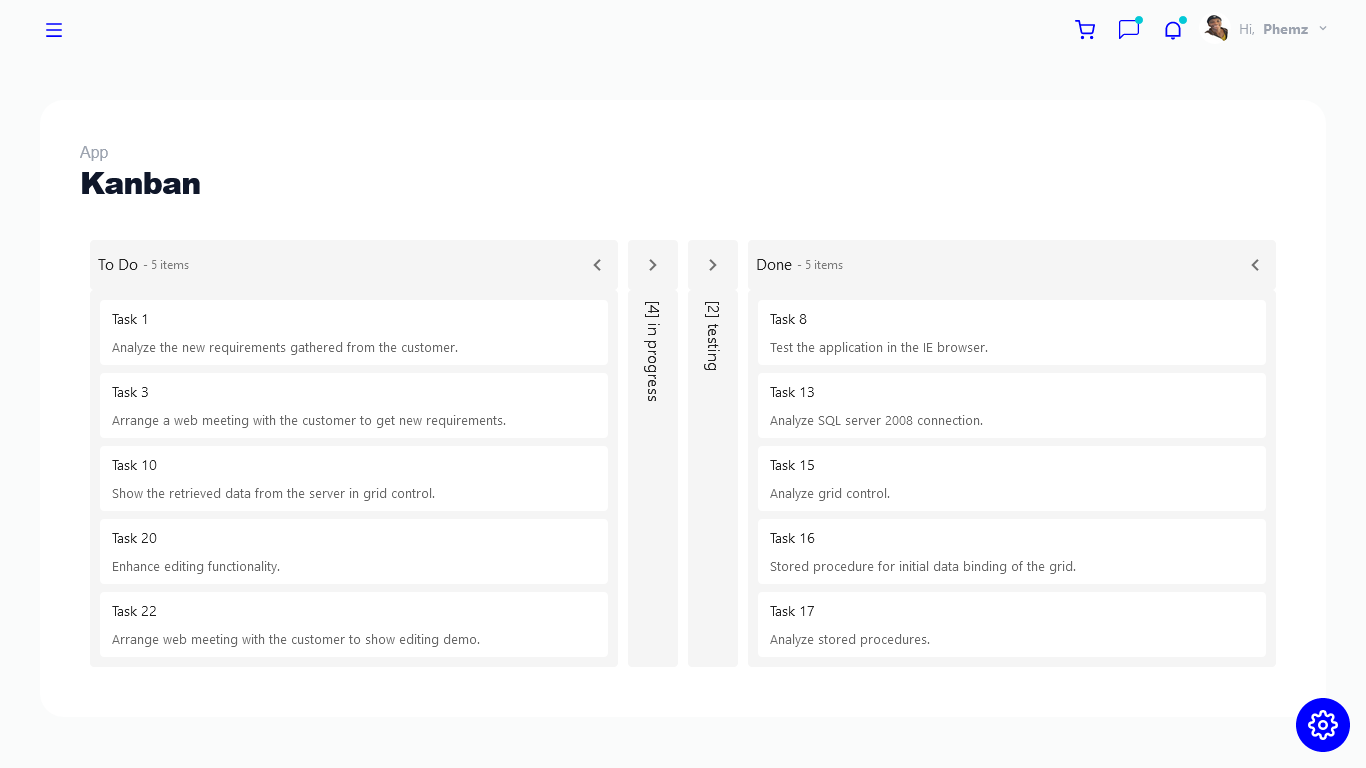 Hi, Phemz
App
Kanban
To Do - 5 items
Task 1
Analyze the new requirements gathered from the customer.
Task 3
Arrange a web meeting with the customer to get new requirements.
Task 10
Show the retrieved data from the server in grid control.
Task 20
Enhance editing functionality.
Task 22
Arrange web meeting with the customer to show editing demo.
[4] in progress
[2] testing
Done - 5 items
Task 8
Test the application in the IE browser.
Task 13
Analyze SQL server 2008 connection.
Task 15
Analyze grid control.
Task 16
Stored procedure for initial data binding of the grid.
Task 17
Analyze stored procedures.